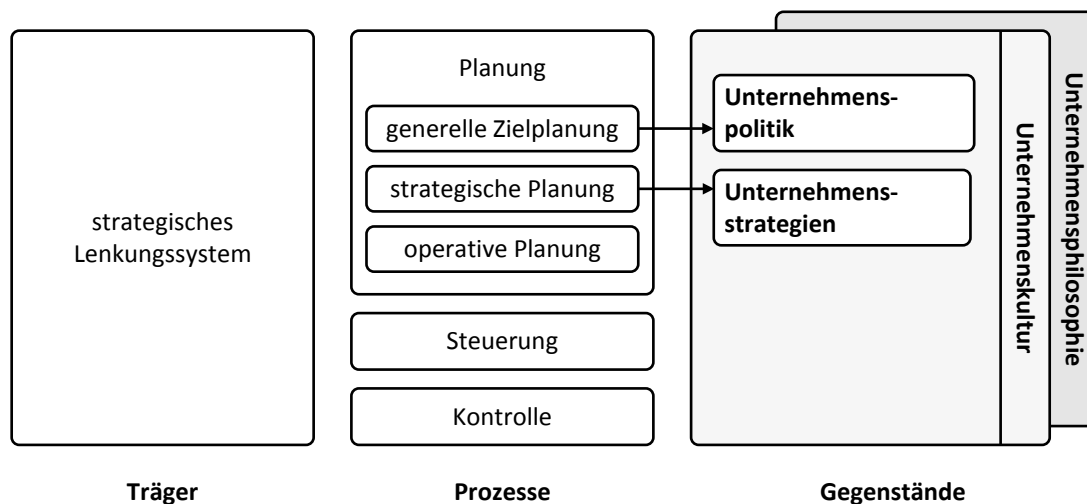 strategisches
Lenkungssystem
Planung
generelle Zielplanung
strategische Planung
operative Planung
Steuerung
Kontrolle
Unternehmens-
politik
Unternehmens-
strategien
Unternehmenskultur
Unternehmensphilosophie
Träger
Prozesse
Gegenstände